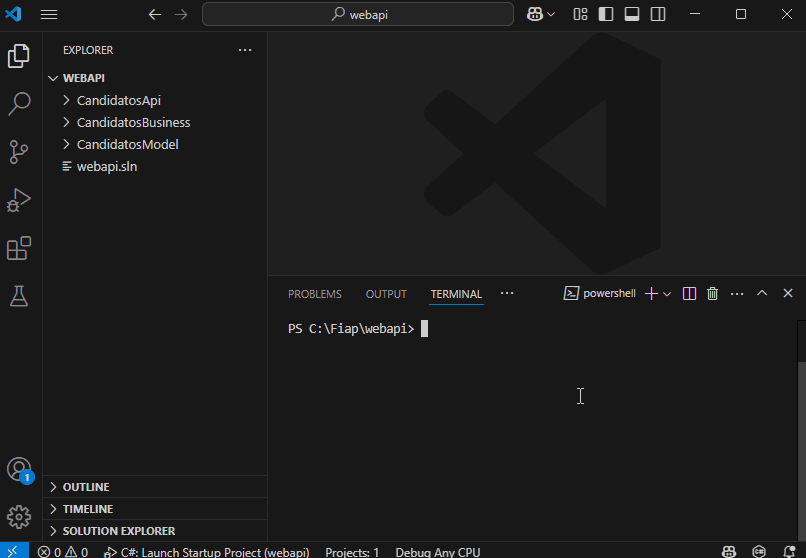 webapi
EXPLORER
WEBAPI
CandidatosApi
CandidatosBusiness
CandidatosModel
webapi.sln
PROBLEMS OUTPUT TERMINAL
powershell
PS C:\Fiap\webapi>
1
OUTLINE
TIMELINE
SOLUTION EXPLORER
0 0 C#: Launch Startup Project (webapi) Projects: 1 Debug Any CPU